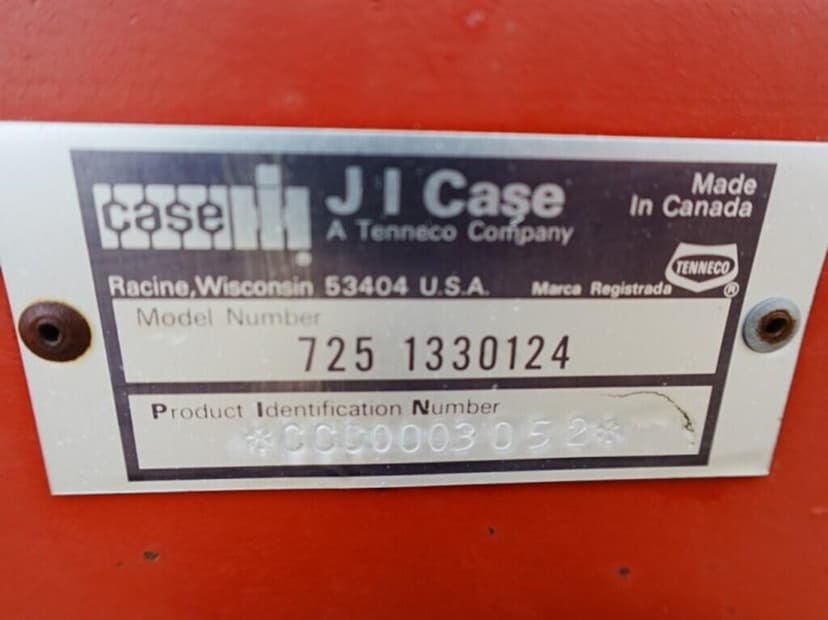 case IH
J I Case
A Tenneco Company
Made
In Canada
TENNECO
®
Racine, Wisconsin 53404 U.S.A.
Marca Registrada
Model Number
725 1330124
Product Identification Number